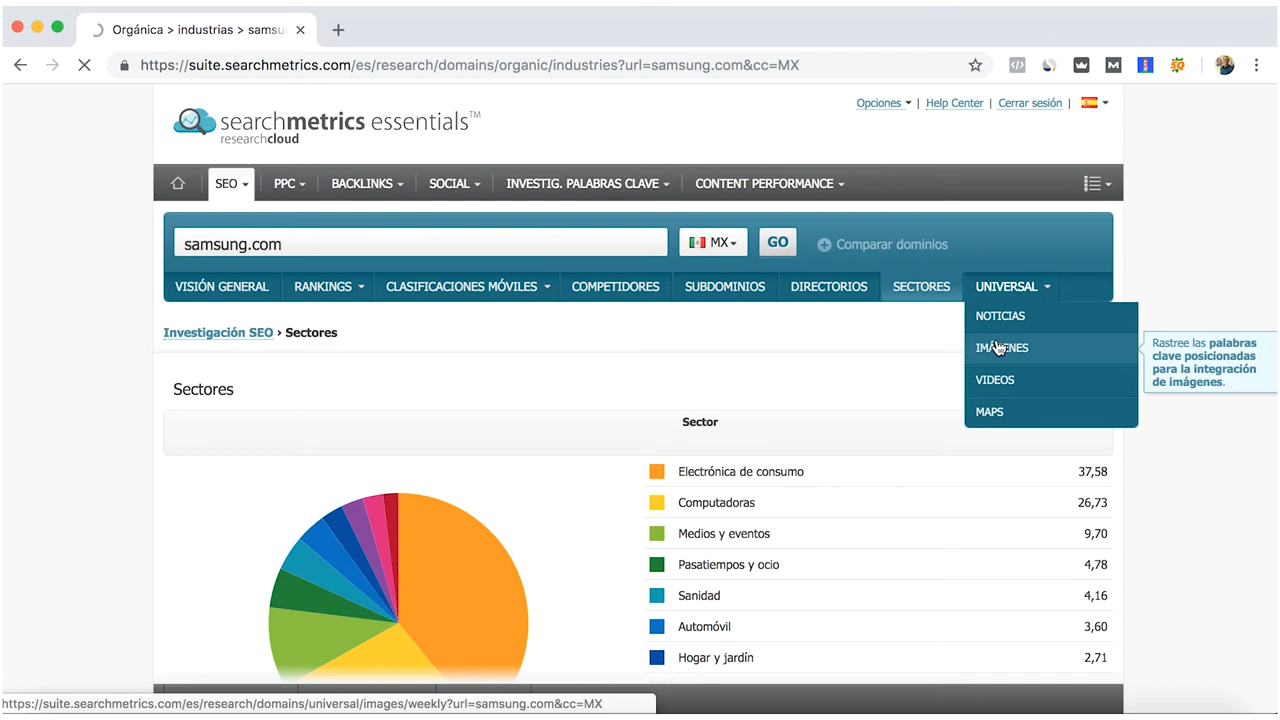 Orgánica > industrias > samsu
https://suite.searchmetrics.com/es/research/domains/organic/industries?url=samsung.com&cc=MX
Opciones | Help Center | Cerrar sesión |
searchmetrics essentials™
researchcloud
SEO PPC BACKLINKS SOCIAL INVESTIG. PALABRAS CLAVE CONTENT PERFORMANCE
samsung.com MX GO Comparar dominios
VISIÓN GENERAL RANKINGS CLASIFICACIONES MÓVILES COMPETIDORES SUBDOMINIOS DIRECTORIOS SECTORES UNIVERSAL
NOTICIAS
IMÁGENES
VIDEOS
MAPS
Rastree las palabras
clave posicionadas
para la integración
de imágenes.
Investigación SEO › Sectores
Sectores
Sector
Electrónica de consumo 37,58
Computadoras 26,73
Medios y eventos 9,70
Pasatiempos y ocio 4,78
Sanidad 4,16
Automóvil 3,60
Hogar y jardín 2,71
https://suite.searchmetrics.com/es/research/domains/universal/images/weekly?url=samsung.com&cc=MX